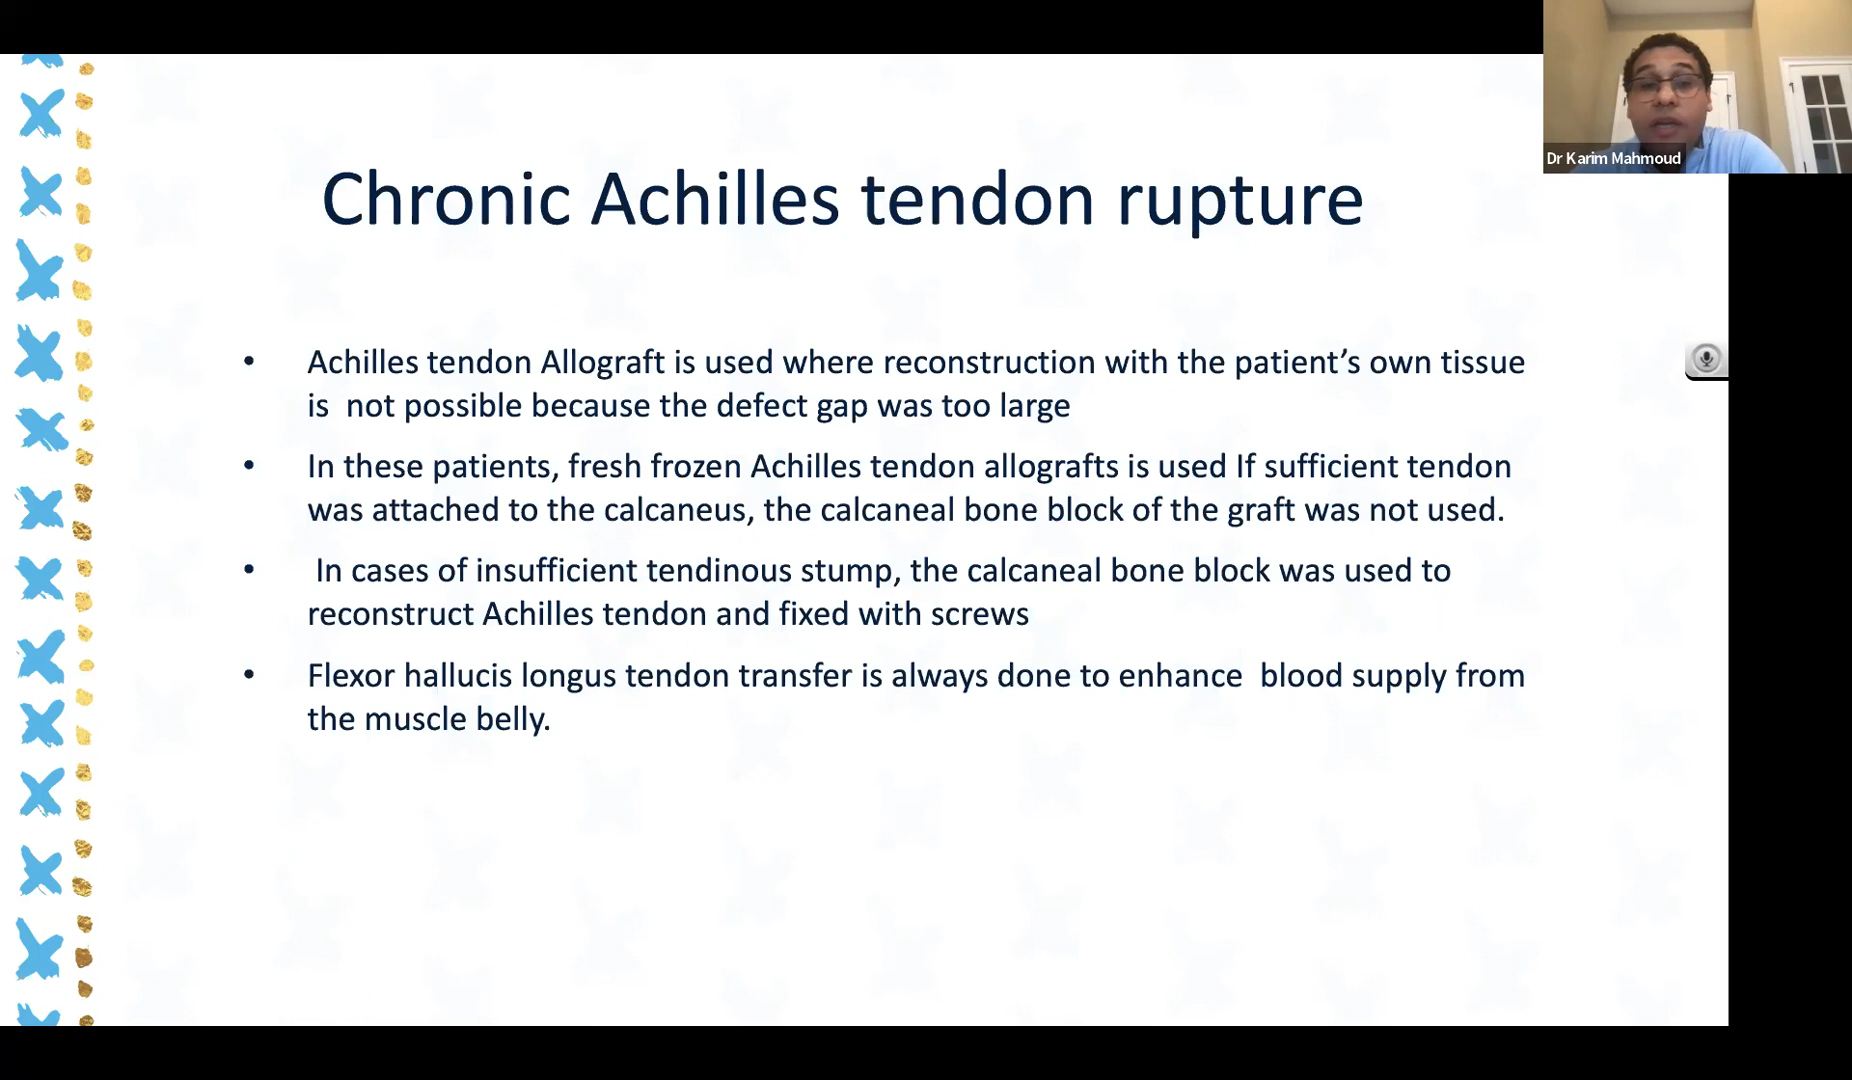 Dr Karim Mahmoud
Chronic Achilles tendon rupture
• Achilles tendon Allograft is used where reconstruction with the patient’s own tissue
is  not possible because the defect gap was too large
• In these patients, fresh frozen Achilles tendon allografts is used If sufficient tendon
was attached to the calcaneus, the calcaneal bone block of the graft was not used.
• In cases of insufficient tendinous stump, the calcaneal bone block was used to
reconstruct Achilles tendon and fixed with screws
• Flexor hallucis longus tendon transfer is always done to enhance  blood supply from
the muscle belly.